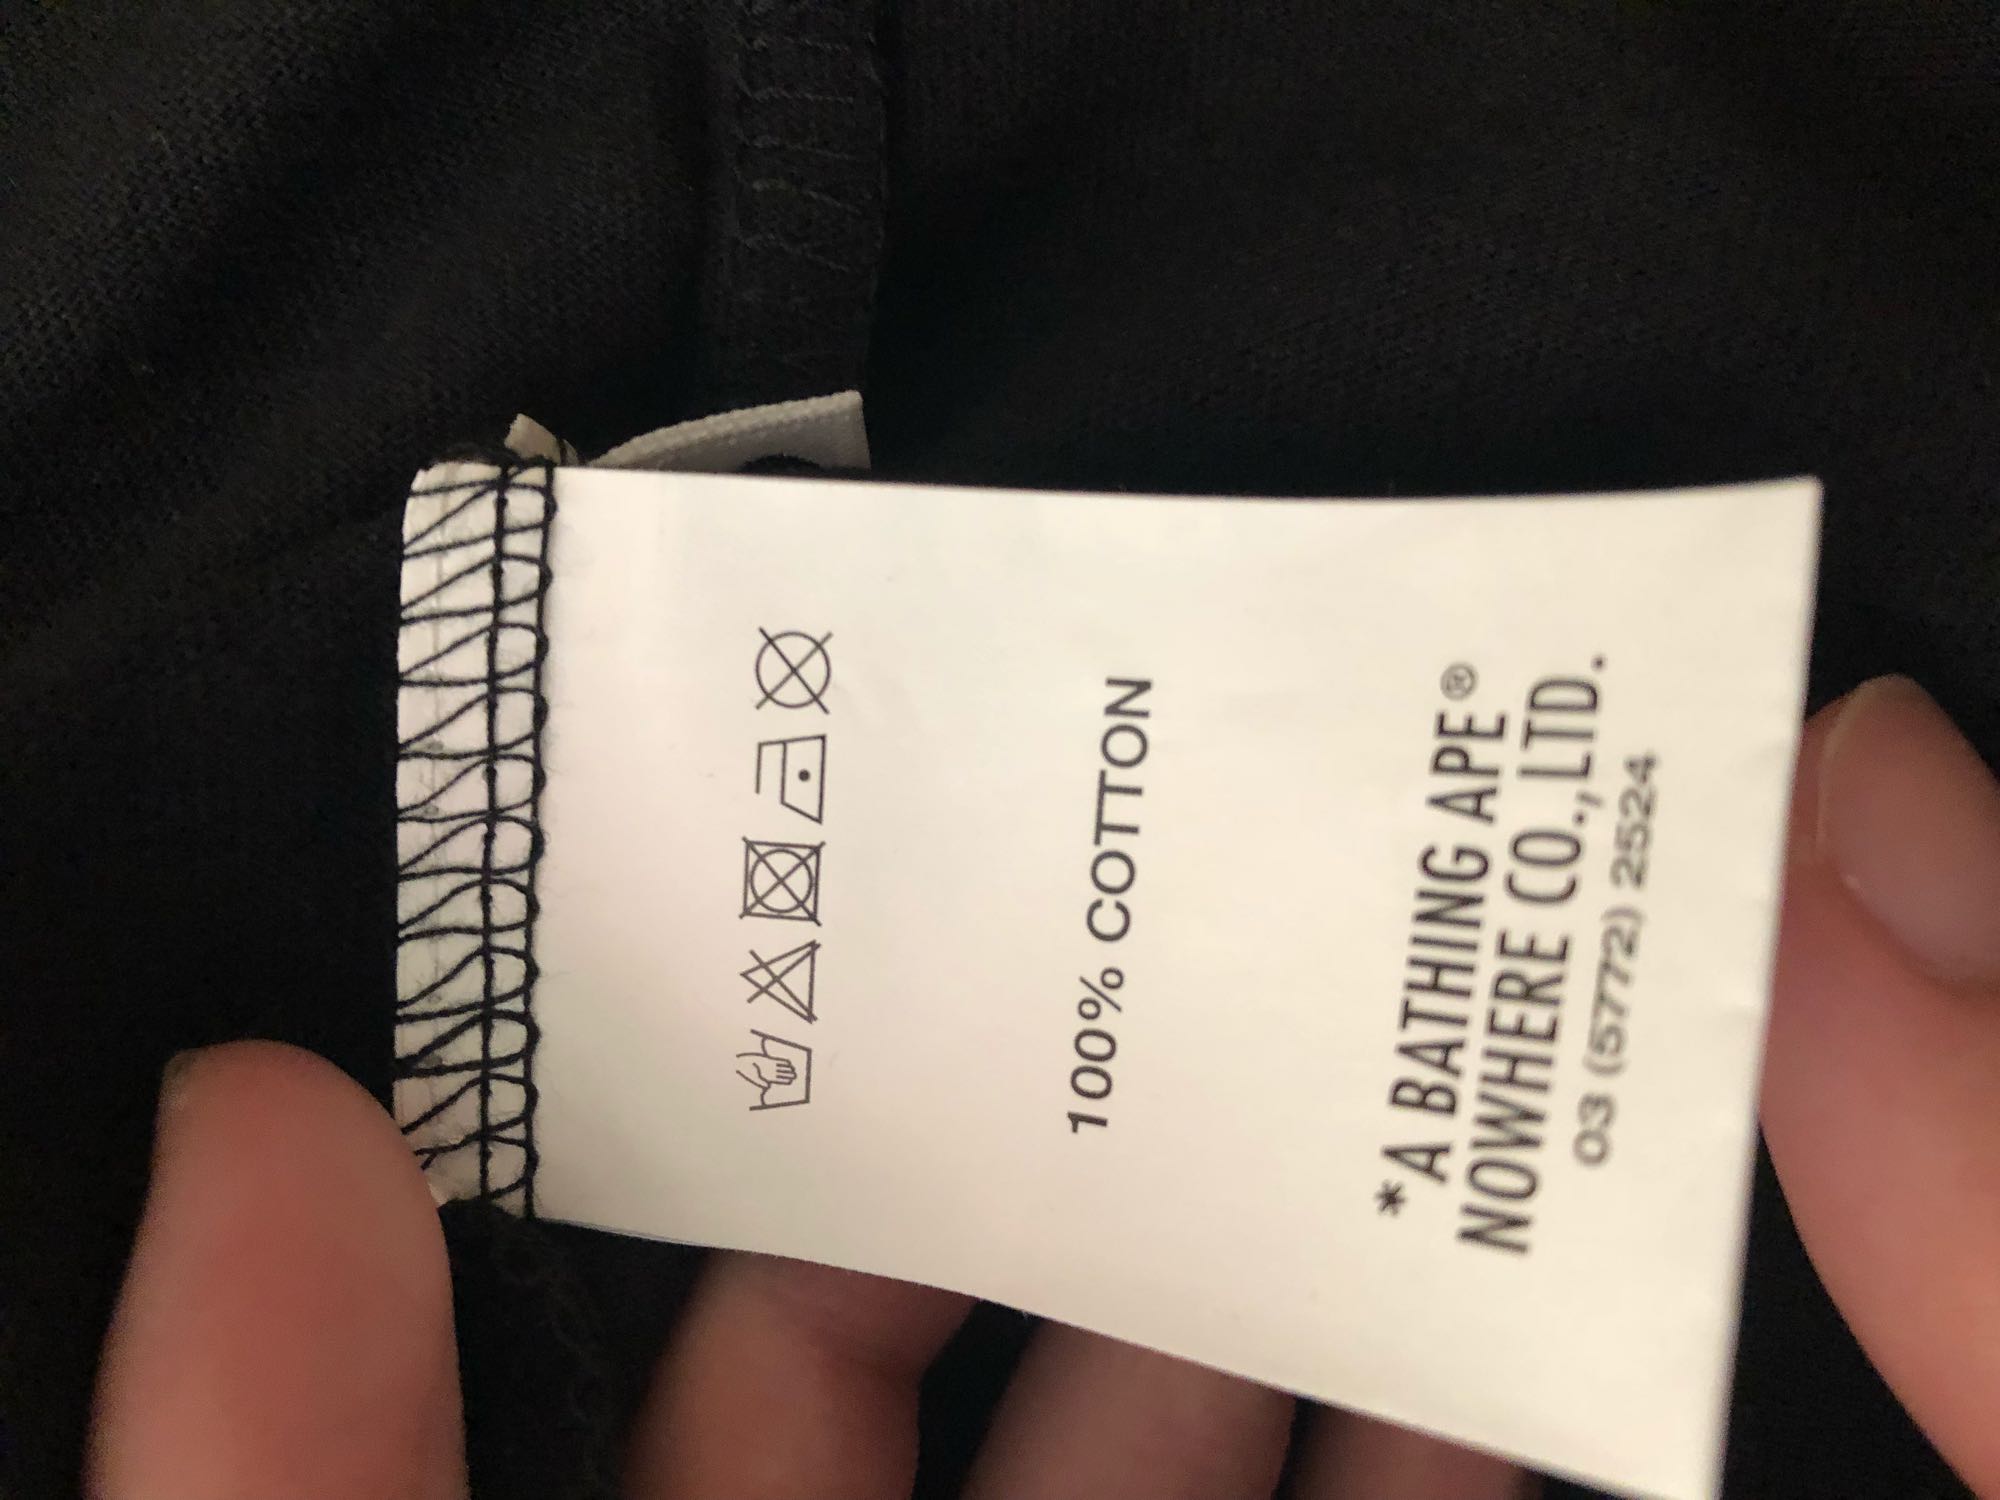 100% COTTON
*A BATHING APE®
NOWHERE CO.,LTD.
03 (5772) 2524